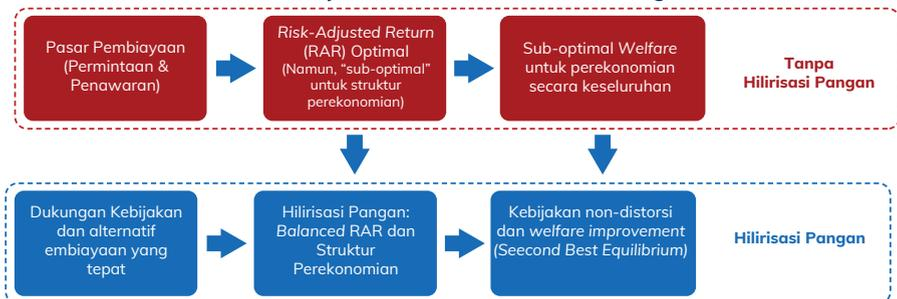 Pasar Pembiayaan
(Permintaan &
Penawaran)
Risk-Adjusted Return
(RAR) Optimal
(Namun, “sub-optimal”
untuk struktur
perekonomian)
Sub-optimal Welfare
untuk perekonomian
secara keseluruhan
Tanpa
Hilirisasi Pangan
Dukungan Kebijakan
dan alternatif
embiayaan yang
tepat
Hilirisasi Pangan:
Balanced RAR dan
Struktur
Perekonomian
Kebijakan non-distorsi
dan welfare improvement
(Seecond Best Equilibrium)
Hilirisasi Pangan